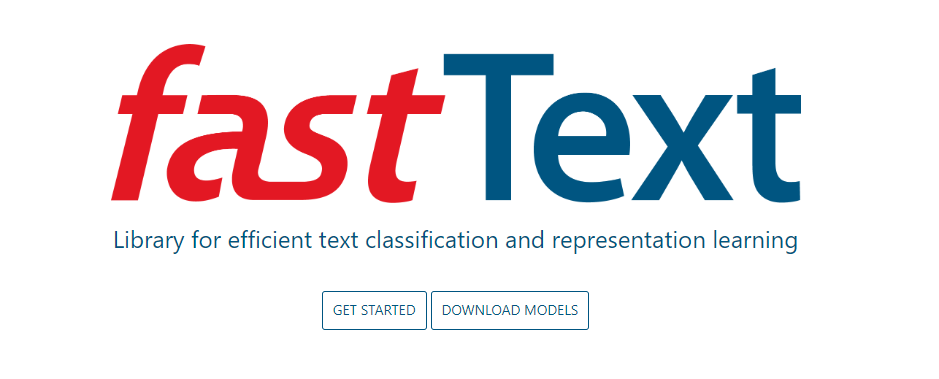 fastText
Library for efficient text classification and representation learning
GET STARTED DOWNLOAD MODELS